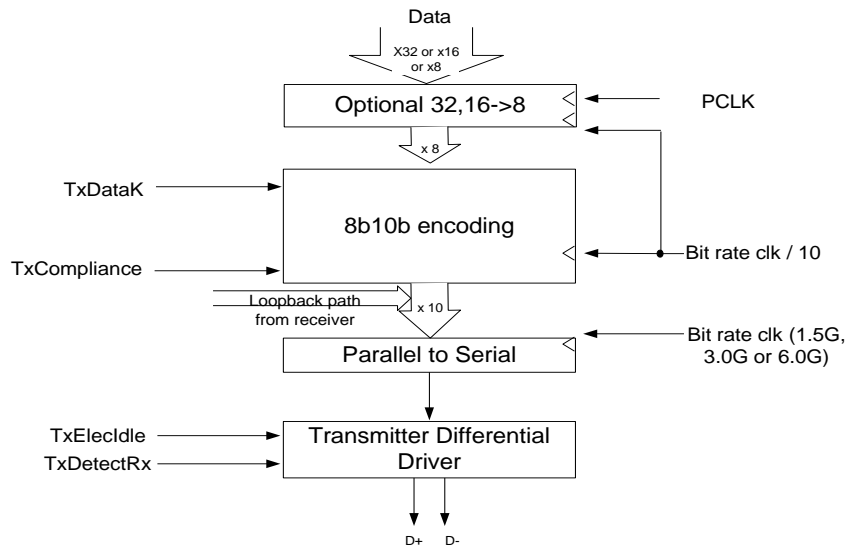 Data
X32 or x16
or x8
Optional 32,16->8
PCLK
x 8
TxDataK
8b10b encoding
Bit rate clk / 10
TxCompliance
Loopback path
from receiver
x 10
Bit rate clk (1.5G,
3.0G or 6.0G)
Parallel to Serial
TxElecIdle
Transmitter Differential
Driver
TxDetectRx
D+ D-